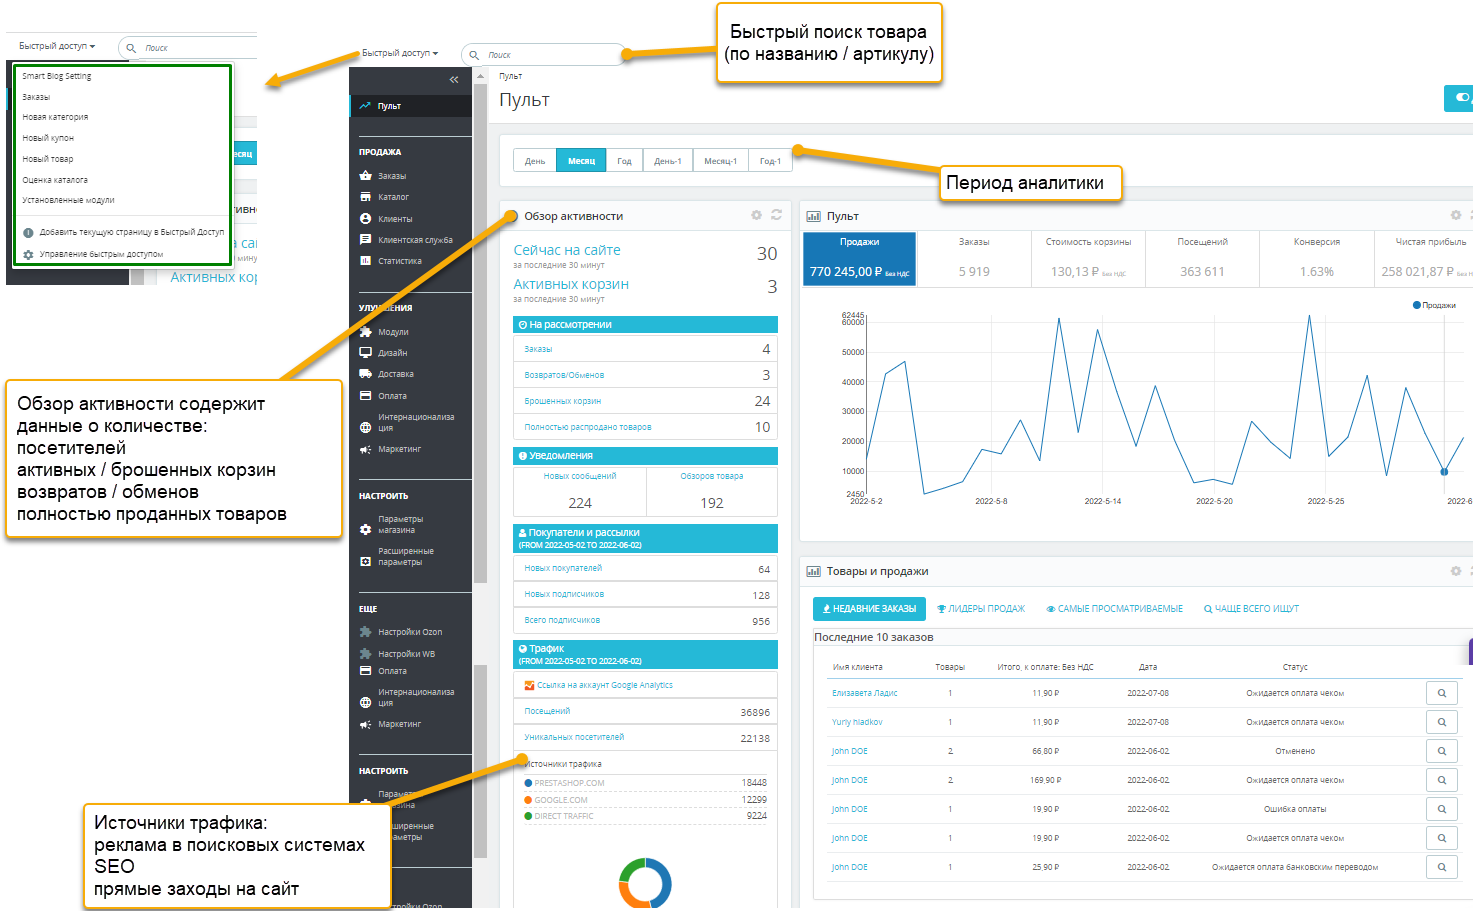 Быстрый доступ
Поиск
Smart Blog Setting
Заказы
Новая категория
Новый купон
Новый товар
Оценка каталога
Установленные модули
Добавить текущую страницу в Быстрый Доступ
Управление быстрым доступом
Активных кор
Быстрый доступ
Поиск
Быстрый поиск товара
(по названию / артикулу)
Пульт
Пульт
Пульт
ПРОДАЖА
Заказы
Каталог
Клиенты
Клиентская служба
Статистика
УЛУЧШЕНИЯ
Модули
Дизайн
Доставка
Оплата
Интернационализа
ция
Маркетинг
НАСТРОИТЬ
Параметры
магазина
Расширенные
параметры
ЕЩЕ
Настройки Ozon
Настройки WB
Оплата
Интернационализа
ция
Маркетинг
НАСТРОИТЬ
День Месяц Год День-1 Месяц-1 Год-1
Период аналитики
Обзор активности содержит
данные о количестве:
посетителей
активных / брошенных корзин
возвратов / обменов
полностью проданных товаров
Источники трафика:
реклама в поисковых системах
SEO
прямые заходы на сайт
Обзор активности
Сейчас на сайте 30
за последние 30 минут
Активных корзин 3
за последние 30 минут
На рассмотрении
Заказы 4
Возвратов/Обменов 3
Брошенных корзин 24
Полностью распродано товаров 10
Уведомления
Новых сообщений Обзоров товара
224 192
Покупатели и рассылки
(FROM 2022-05-02 TO 2022-06-02)
Новых покупателей 64
Новых подписчиков 128
Всего подписчиков 956
Трафик
(FROM 2022-05-02 TO 2022-06-02)
Ссылка на аккаунт Google Analytics
Посещений 36896
Уникальных посетителей 22138
Источники трафика
PRESTASHOP.COM 18448
GOOGLE.COM 12299
DIRECT TRAFFIC 9224
Пульт
Продажи Заказы Стоимость корзины Посещений Конверсия Чистая прибыль
770 245,00 ₽ Без НДС 5 919 130,13 ₽ Без НДС 363 611 1.63% 258 021,87 ₽ Без Н
Продажи
62445
60000
50000
40000
30000
20000
10000
2450
2022-5-2 2022-5-8 2022-5-14 2022-5-20 2022-5-25 2022-6
Товары и продажи
НЕДАВНИЕ ЗАКАЗЫ ЛИДЕРЫ ПРОДАЖ САМЫЕ ПРОСМАТРИВАЕМЫЕ ЧАЩЕ ВСЕГО ИЩУТ
Последние 10 заказов
Имя клиента Товары Итого, к оплате: Без НДС Дата Статус
Елизавета Ладис 1 11,90 ₽ 2022-07-08 Ожидается оплата чеком
Yuriy hladkov 1 11,90 ₽ 2022-07-08 Ожидается оплата чеком
John DOE 2 66,80 ₽ 2022-06-02 Отменено
John DOE 2 169,90 ₽ 2022-06-02 Ожидается оплата чеком
John DOE 1 19,90 ₽ 2022-06-02 Ошибка оплаты
John DOE 1 19,90 ₽ 2022-06-02 Ожидается оплата чеком
John DOE 1 25,90 ₽ 2022-06-02 Ожидается оплата банковским переводом